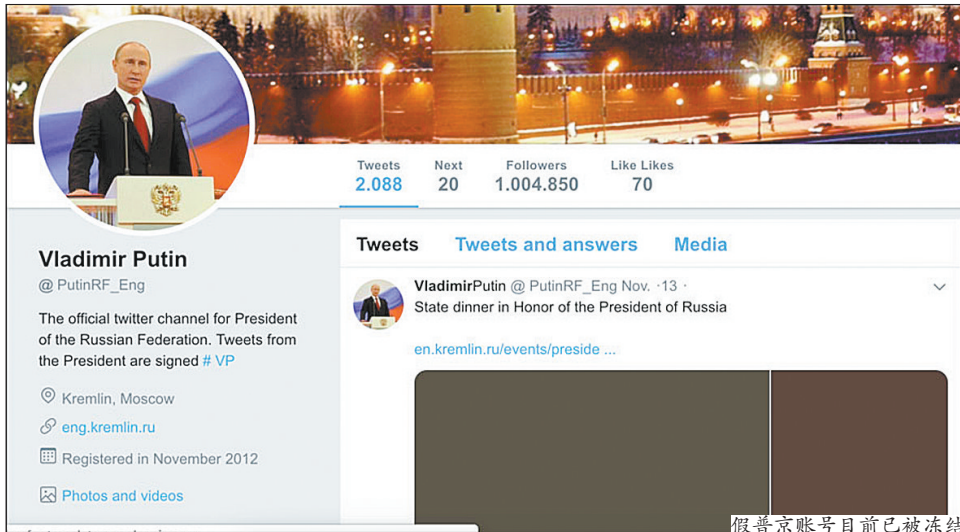 Tweets Next Followers Like Likes
2.088 20 1.004.850 70
Vladimir Putin
@ PutinRF_Eng
The official twitter channel for President
of the Russian Federation. Tweets from
the President are signed # VP
Kremlin, Moscow
eng.kremlin.ru
Registered in November 2012
Photos and videos
Tweets Tweets and answers Media
VladimirPutin @ PutinRF_Eng Nov. ·13 ·
State dinner in Honor of the President of Russia
en.kremlin.ru/events/preside ...
假普京账号目前已被冻结